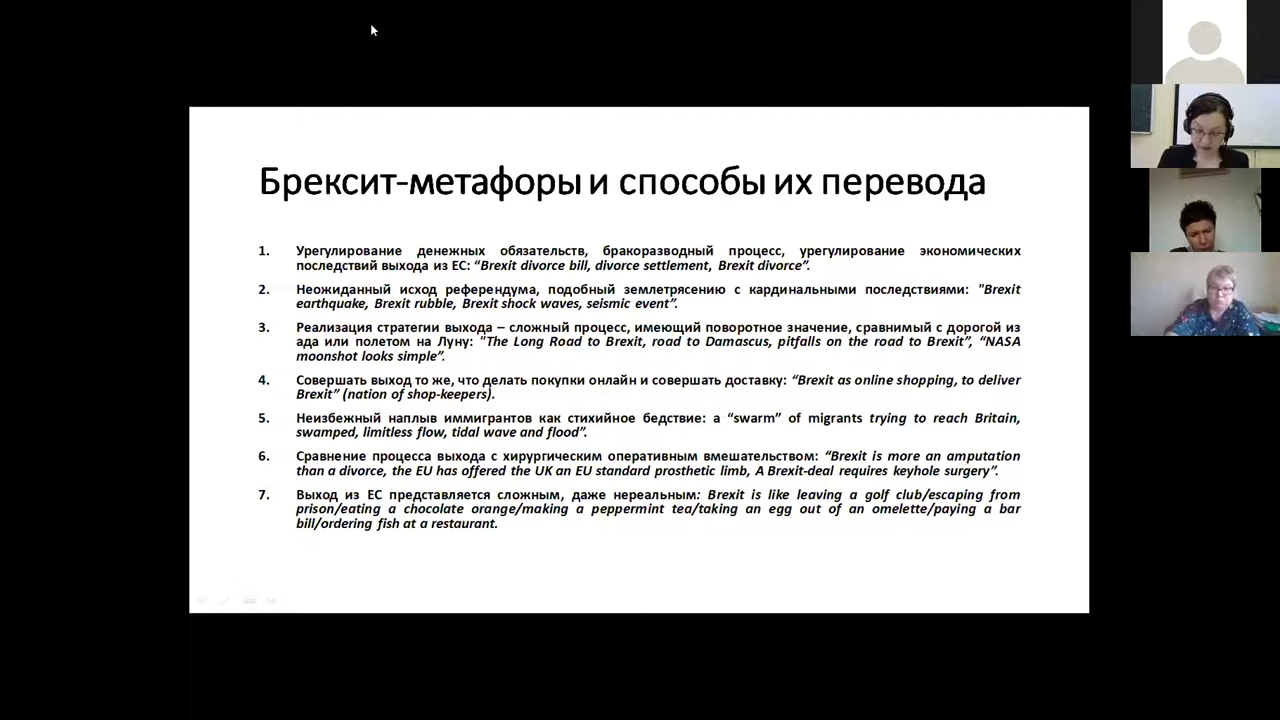 Брексит-метафоры и способы их перевода
1. Урегулирование денежных обязательств, бракоразводный процесс, урегулирование экономических
последствий выхода из ЕС: “Brexit divorce bill, divorce settlement, Brexit divorce”.
2. Неожиданный исход референдума, подобный землетрясению с кардинальными последствиями: "Brexit
earthquake, Brexit rubble, Brexit shock waves, seismic event”.
3. Реализация стратегии выхода – сложный процесс, имеющий поворотное значение, сравнимый с дорогой из
ада или полетом на Луну: "The Long Road to Brexit, road to Damascus, pitfalls on the road to Brexit”, “NASA
moonshot looks simple”.
4. Совершать выход то же, что делать покупки онлайн и совершать доставку: “Brexit as online shopping, to deliver
Brexit” (nation of shop-keepers).
5. Неизбежный наплыв иммигрантов как стихийное бедствие: a “swarm” of migrants trying to reach Britain,
swamped, limitless flow, tidal wave and flood”.
6. Сравнение процесса выхода с хирургическим оперативным вмешательством: “Brexit is more an amputation
than a divorce, the EU has offered the UK an EU standard prosthetic limb, A Brexit-deal requires keyhole surgery”.
7. Выход из ЕС представляется сложным, даже нереальным: Brexit is like leaving a golf club/escaping from
prison/eating a chocolate orange/making a peppermint tea/taking an egg out of an omelette/paying a bar
bill/ordering fish at a restaurant.